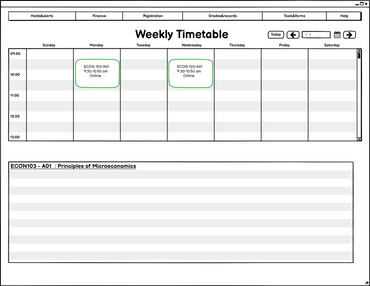 Holds&alerts Finance Rigistration Grades&records Tools&forms Help
Weekly Timetable
Today / /
Sunday Monday Tuesday Wednesday Thursday Friday Saturday
09:00
ECON 103-A01 ECON 103-A01
9:30-10:50 am 9:30-10:50 am
10:00 Online Online
11:00
12:00
13:00
ECON103 - A01 : Principles of Microeconomics